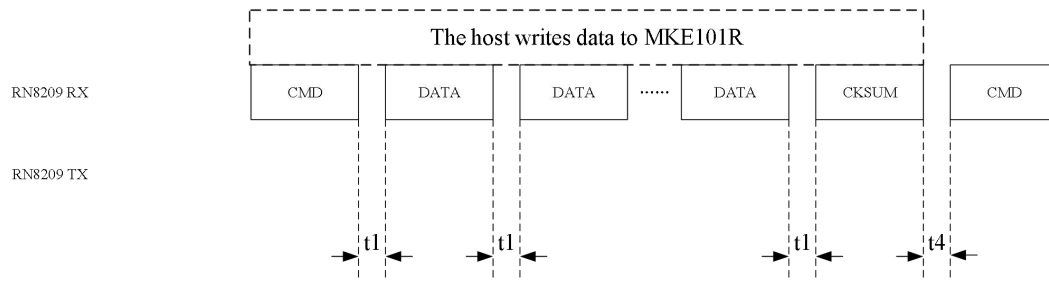 The host writes data to MKE101R
RN8209 RX CMD DATA DATA ...... DATA CKSUM CMD
RN8209 TX
t1 t1 t1 t4